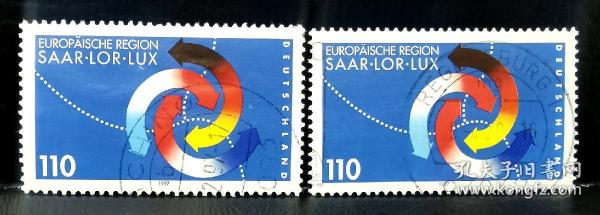 EUROPÄISCHE REGION
SAAR·LOR·LUX
DEUTSCHLAND
110
1997
EUROPÄISCHE REGION
SAAR·LOR·LUX
DEUTSCHLAND
110
孔夫子旧书网
kongfz.com